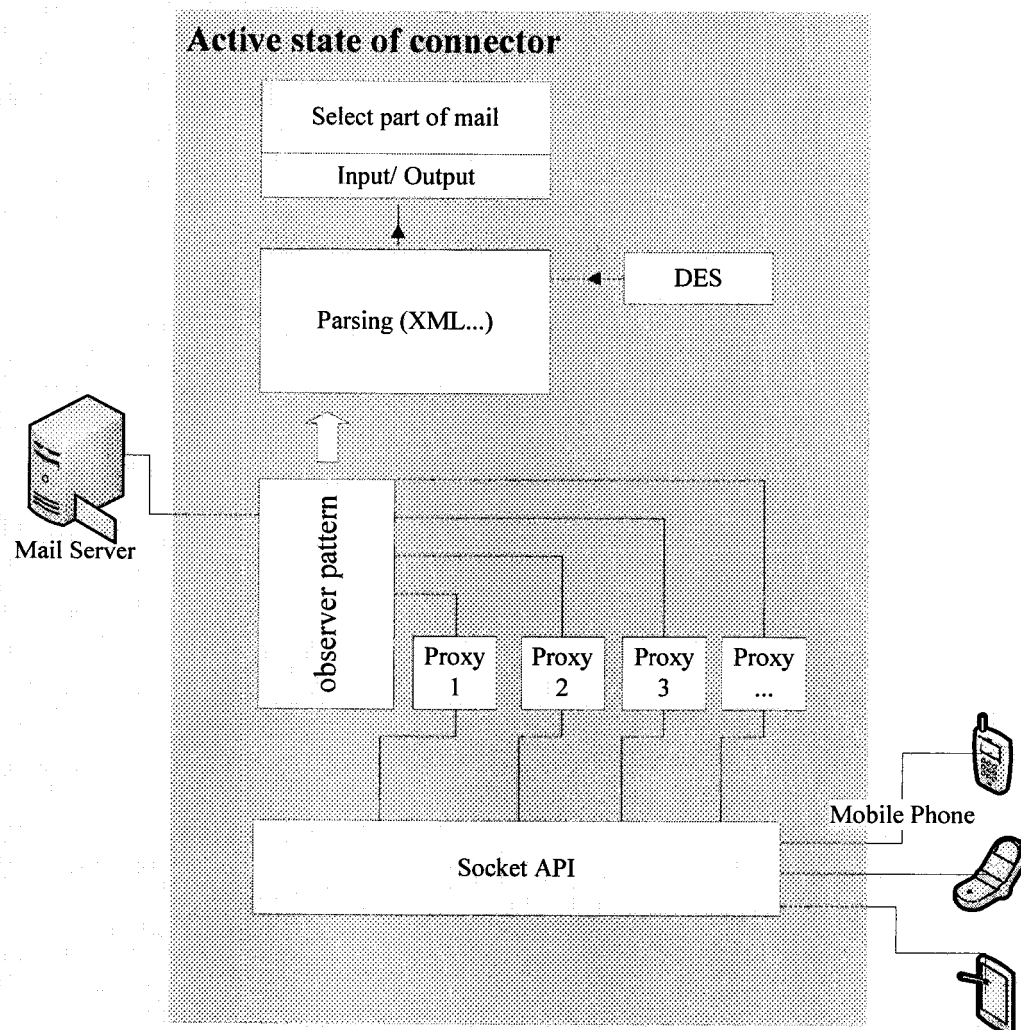 Active state of connector
Select part of mail
Input/ Output
DES
Parsing (XML...)
Mail Server
observer pattern
Proxy
1
Proxy
2
Proxy
3
Proxy
...
Mobile Phone
Socket API